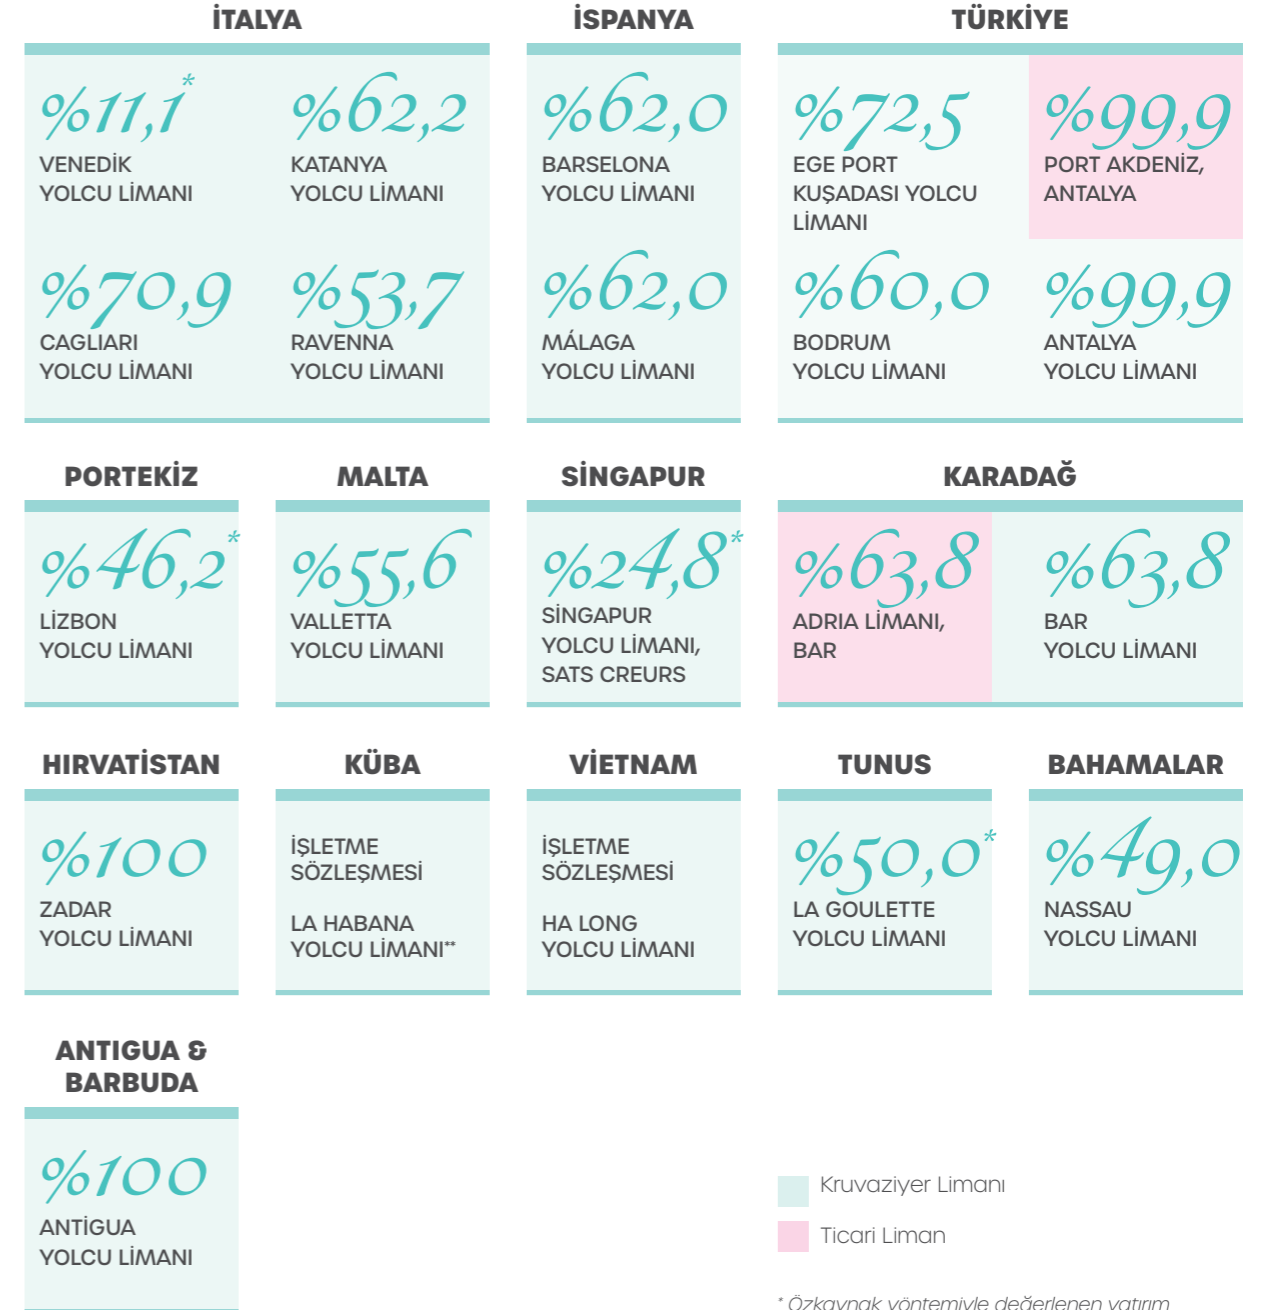 İTALYA
%11,1*
VENEDİK
YOLCU LİMANI
%62,2
KATANYA
YOLCU LİMANI
%70,9
CAGLIARI
YOLCU LİMANI
%53,7
RAVENNA
YOLCU LİMANI
İSPANYA
%62,0
BARSELONA
YOLCU LİMANI
%62,0
MÁLAGA
YOLCU LİMANI
TÜRKİYE
%72,5
EGE PORT
KUŞADASI YOLCU
LİMANI
%99,9
PORT AKDENİZ,
ANTALYA
%60,0
BODRUM
YOLCU LİMANI
%99,9
ANTALYA
YOLCU LİMANI
PORTEKİZ
%46,2*
LİZBON
YOLCU LİMANI
MALTA
%55,6
VALLETTA
YOLCU LİMANI
SİNGAPUR
%24,8*
SİNGAPUR
YOLCU LİMANI,
SATS CREURS
KARADAĞ
%63,8
ADRIA LİMANI,
BAR
%63,8
BAR
YOLCU LİMANI
HIRVATİSTAN
%100
ZADAR
YOLCU LİMANI
KÜBA
İŞLETME
SÖZLEŞMESİ
LA HABANA
YOLCU LİMANI**
VİETNAM
İŞLETME
SÖZLEŞMESİ
HA LONG
YOLCU LİMANI
TUNUS
%50,0*
LA GOULETTE
YOLCU LİMANI
BAHAMALAR
%49,0
NASSAU
YOLCU LİMANI
ANTIGUA &
BARBUDA
%100
ANTİGUA
YOLCU LİMANI
Kruvaziyer Limanı
Ticari Liman
* Özkaynak yöntemiyle değerlenen yatırım